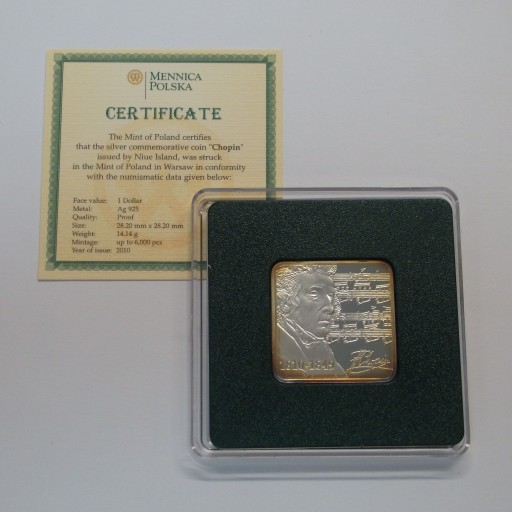 MENNICA
POLSKA
CERTIFICATE
The Mint of Poland certifies
that the silver commemorative coin "Chopin"
issued by Niue Island, was struck
in the Mint of Poland in Warsaw in conformity
with the numismatic data given below:
Face value: 1 Dollar
Metal: Ag 925
Quality: Proof
Size: 28.20 mm x 28.20 mm
Weight: 14.14 g
Mintage: up to 6,000 pcs
Year of issue: 2010
1810-1849